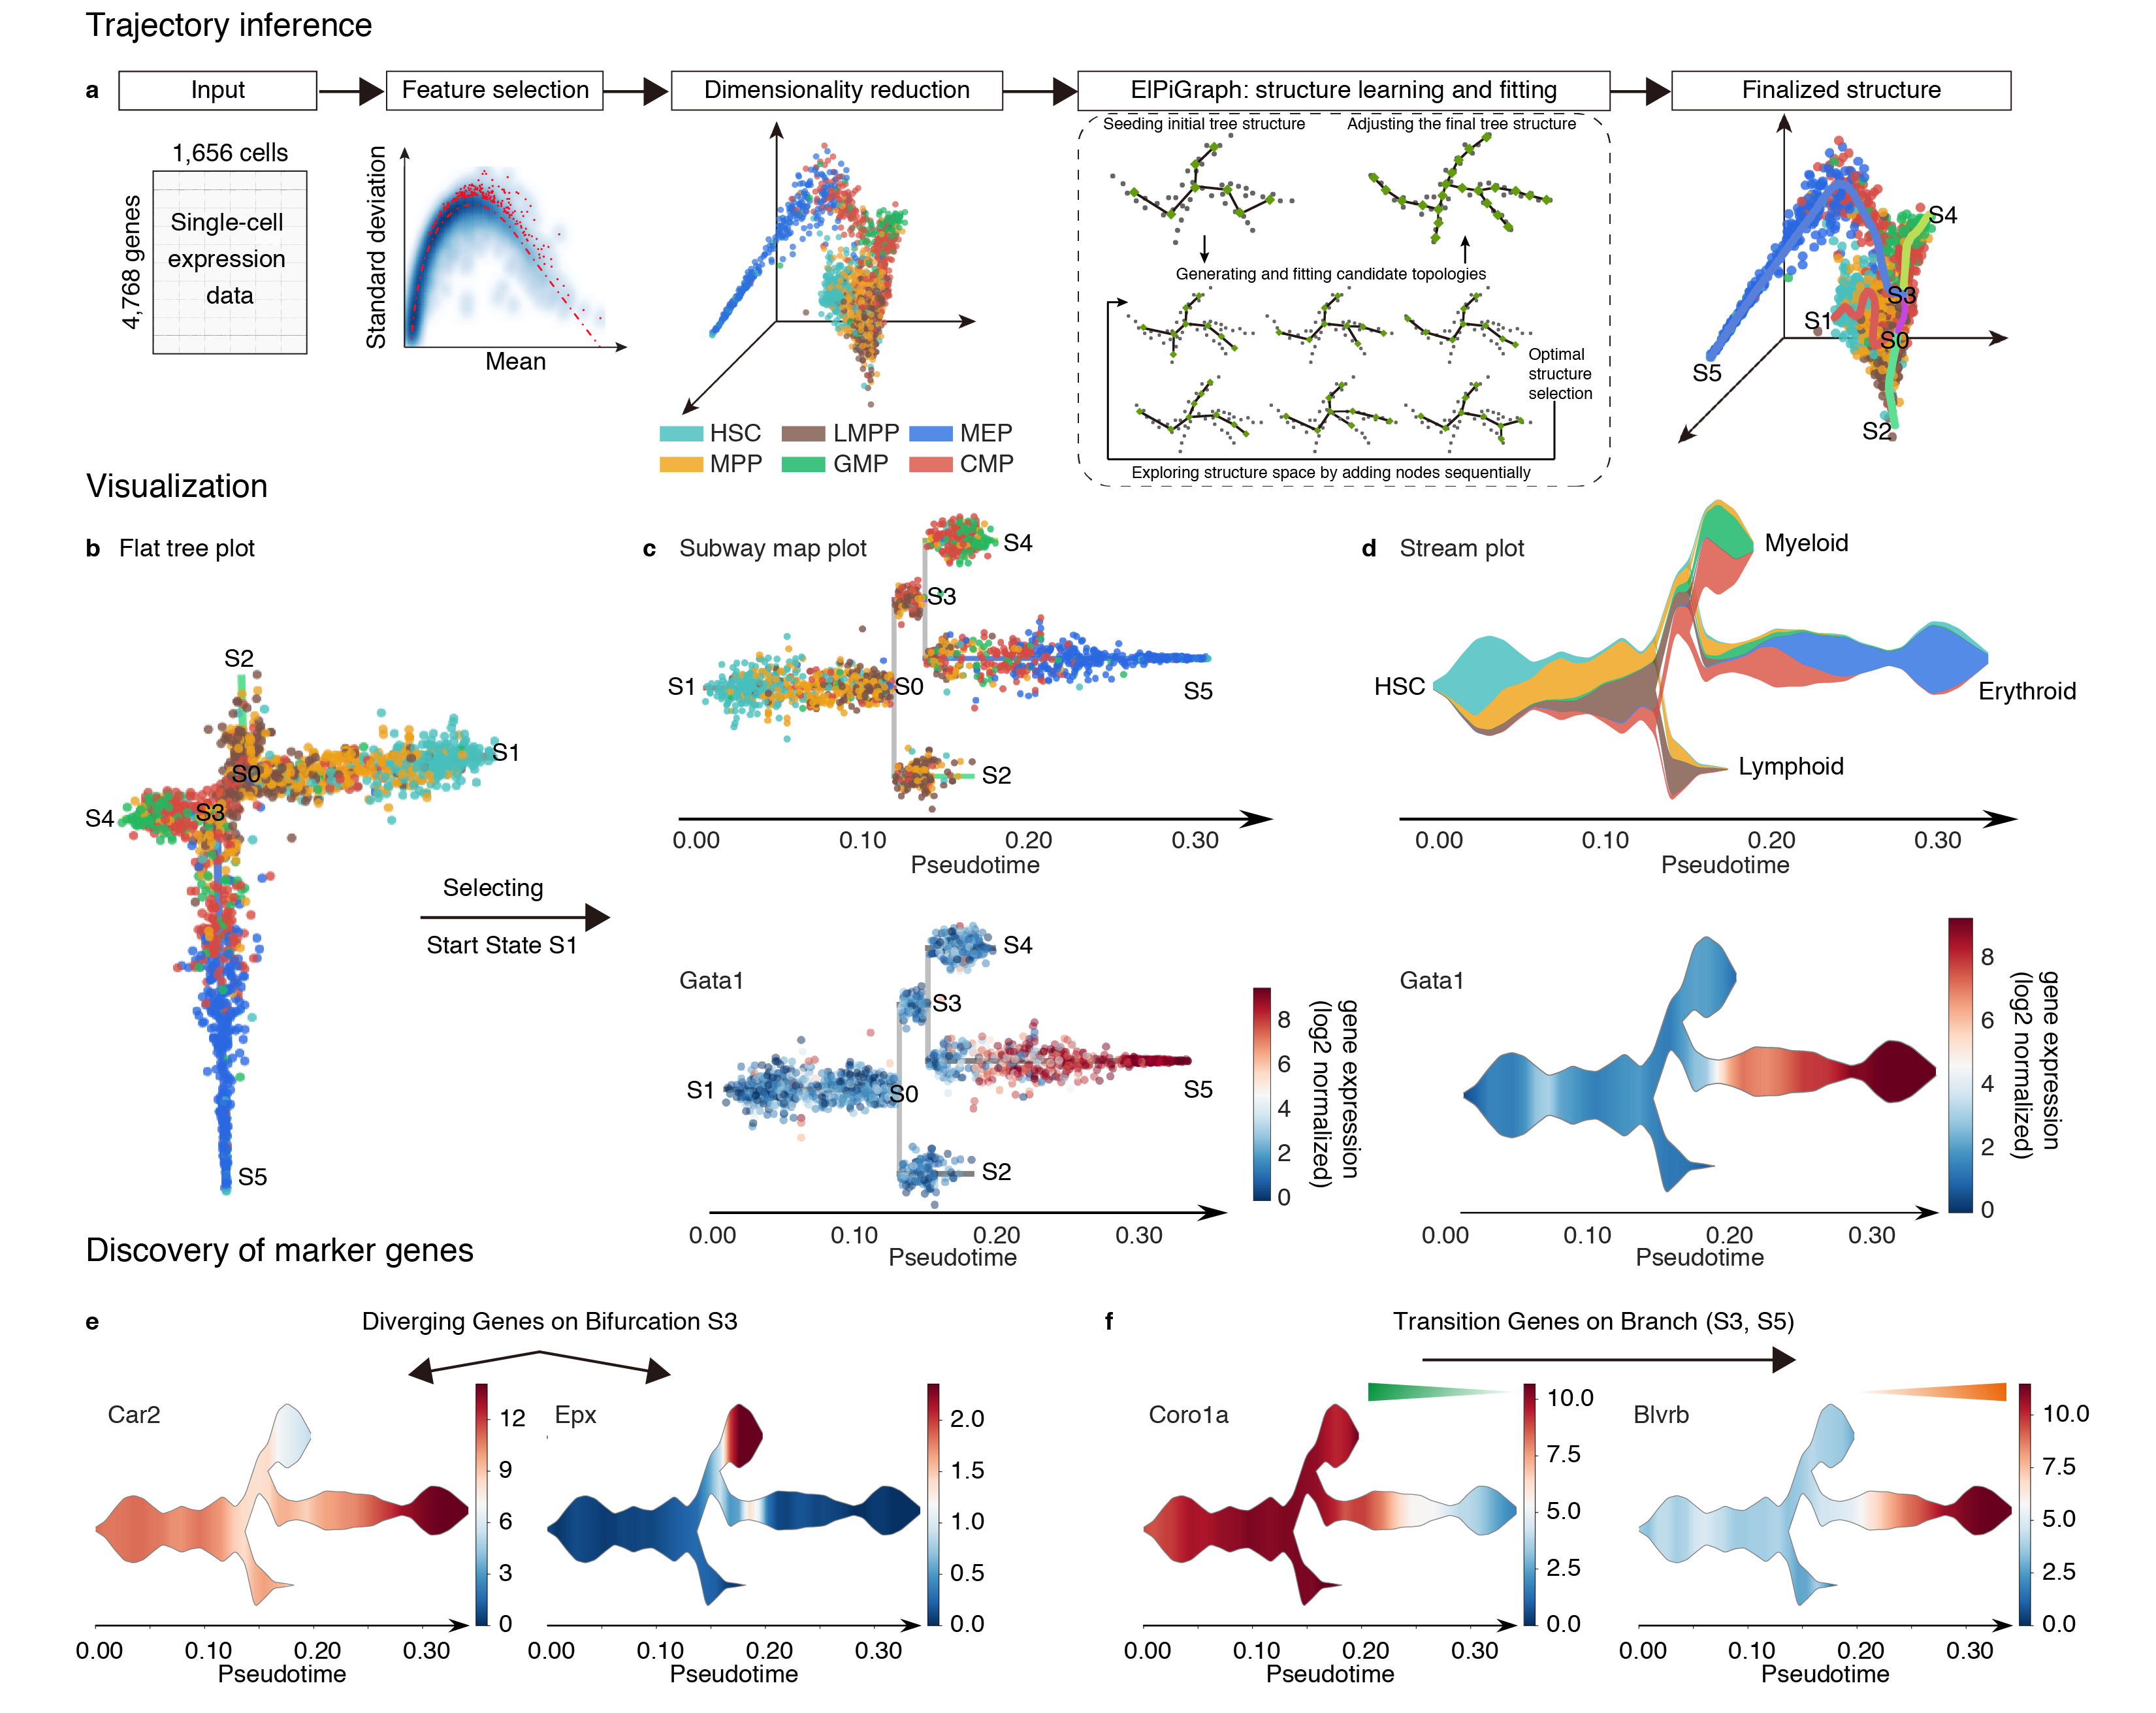 Trajectory inference
a
Input
Feature selection
Dimensionality reduction
ElPiGraph: structure learning and fitting
Finalized structure
1,656 cells
4,768 genes
Single-cell
expression
data
Standard deviation
Mean
HSC
LMPP
MEP
MPP
GMP
CMP
Seeding initial tree structure
Adjusting the final tree structure
Generating and fitting candidate topologies
Optimal
structure
selection
Exploring structure space by adding nodes sequentially
S4
S3
S1
S0
S5
S2
Visualization
b Flat tree plot
S2
S1
S0
S4
S3
S5
Selecting
Start State S1
c Subway map plot
S4
S3
S1
S0
S5
S2
0.00 0.10 0.20 0.30
Pseudotime
Gata1
S4
S3
S1
S0
S5
S2
0.00 0.10 0.20 0.30
Pseudotime
8
6
4
2
0
gene expression
(log2 normalized)
d Stream plot
Myeloid
HSC
Erythroid
Lymphoid
0.00 0.10 0.20 0.30
Pseudotime
Gata1
0.00 0.10 0.20 0.30
Pseudotime
8
6
4
2
0
gene expression
(log2 normalized)
Discovery of marker genes
e Diverging Genes on Bifurcation S3
Car2
12
9
6
3
0
0.00 0.10 0.20 0.30
Pseudotime
Epx
2.0
1.5
1.0
0.5
0.0
0.00 0.10 0.20 0.30
Pseudotime
f Transition Genes on Branch (S3, S5)
Coro1a
10.0
7.5
5.0
2.5
0.0
0.00 0.10 0.20 0.30
Pseudotime
Blvrb
10.0
7.5
5.0
2.5
0.0
0.00 0.10 0.20 0.30
Pseudotime